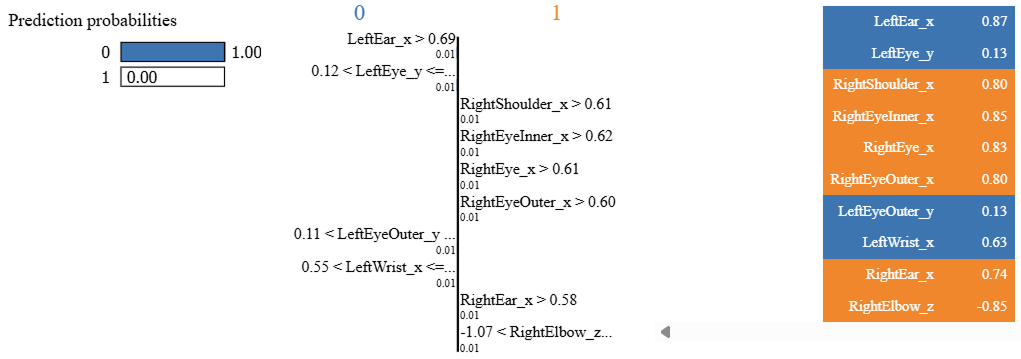 Prediction probabilities
0 1.00
1 0.00
0 1
LeftEar_x > 0.69
0.01
0.12 < LeftEye_y <=...
0.01
RightShoulder_x > 0.61
0.01
RightEyeInner_x > 0.62
0.01
RightEye_x > 0.61
0.01
RightEyeOuter_x > 0.60
0.01
0.11 < LeftEyeOuter_y ...
0.01
0.55 < LeftWrist_x <=...
0.01
RightEar_x > 0.58
0.01
-1.07 < RightElbow_z...
0.01
LeftEar_x 0.87
LeftEye_y 0.13
RightShoulder_x 0.80
RightEyeInner_x 0.85
RightEye_x 0.83
RightEyeOuter_x 0.80
LeftEyeOuter_y 0.13
LeftWrist_x 0.63
RightEar_x 0.74
RightElbow_z -0.85